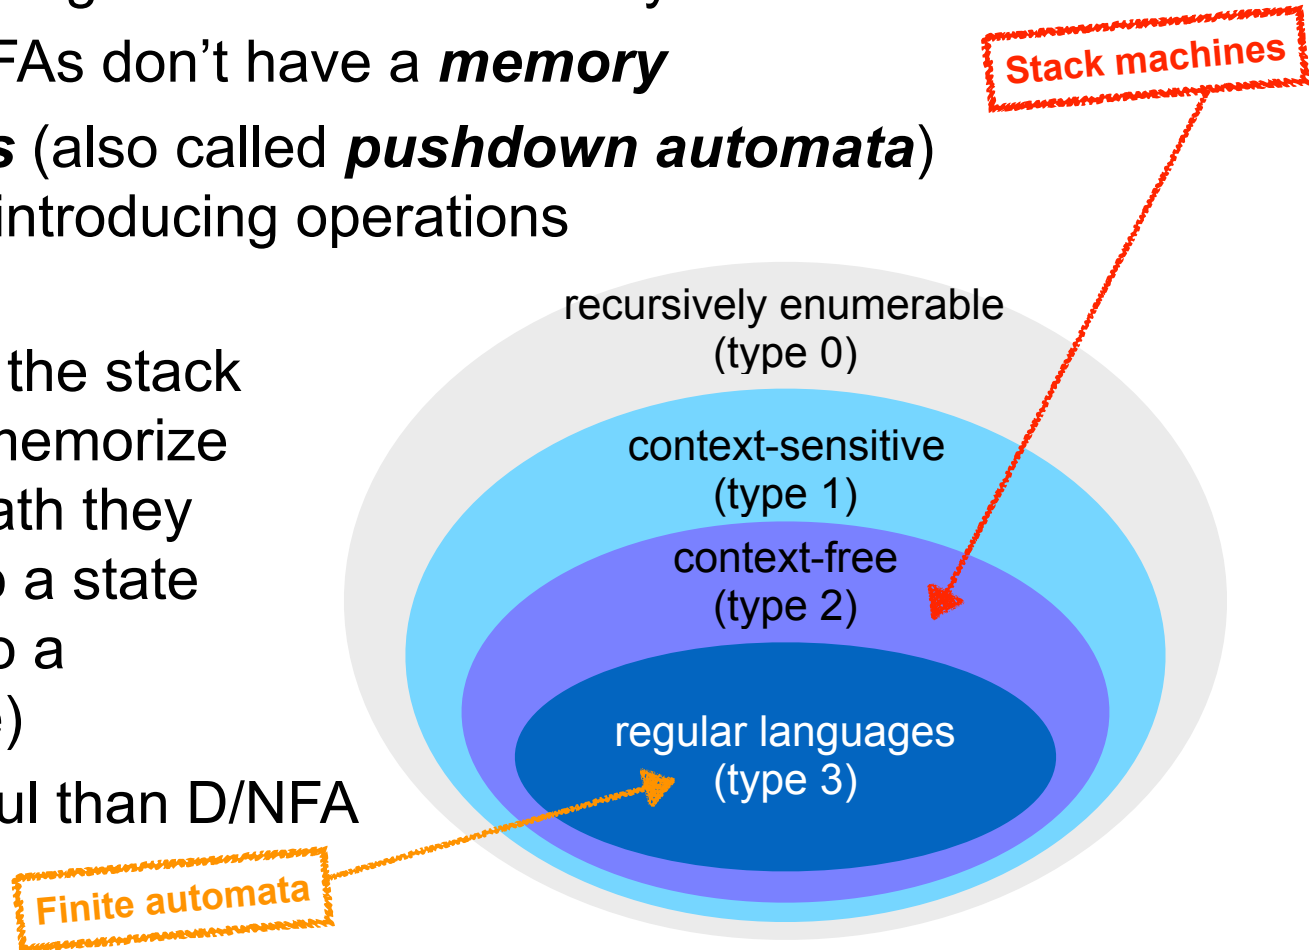 FAs don’t have a memory
Stack machines
s (also called pushdown automata)
introducing operations
recursively enumerable
(type 0)
the stack
memorize
context-sensitive
(type 1)
ath they
context-free
(type 2)
o a state
o a
e)
regular languages
(type 3)
ul than D/NFA
Finite automata